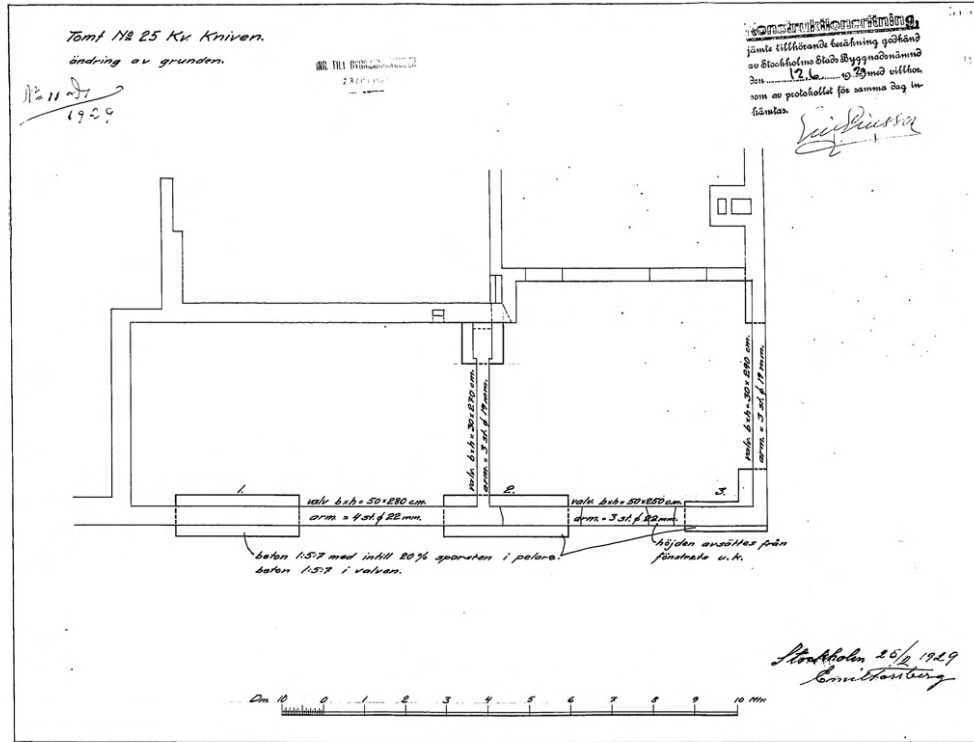 Tomt № 25 Kv. Kniven.
ändring av grunden.
№ 11
1929
Konstruktionsritning,
jämte tillhörande beräkning godkänd
av Stockholms Stads Byggnadsnämnd
den 12.6. 1929 med villkor,
som av protokollet för samma dag in-
hämtas.
valv. b×h = 30×270 cm.
arm. = 3 st. ϕ 19 mm.
valv. b×h = 30×290 cm.
arm. = 3 st. ϕ 19 mm.
1.
valv b×h = 50×280 cm.
arm = 4 st. ϕ 22 mm.
2.
valv. b×h = 50×250 cm.
arm. = 3 st. ϕ 22 mm.
3.
beton 1:5:7 med intill 20% sparsten i pelare.
beton 1:5:7 i valven.
höjden avsättes från
fönstrets u.k.
Stockholm 26/2 1929
Dm. 10 0 1 2 3 4 5 6 7 8 9 10 Mtr.